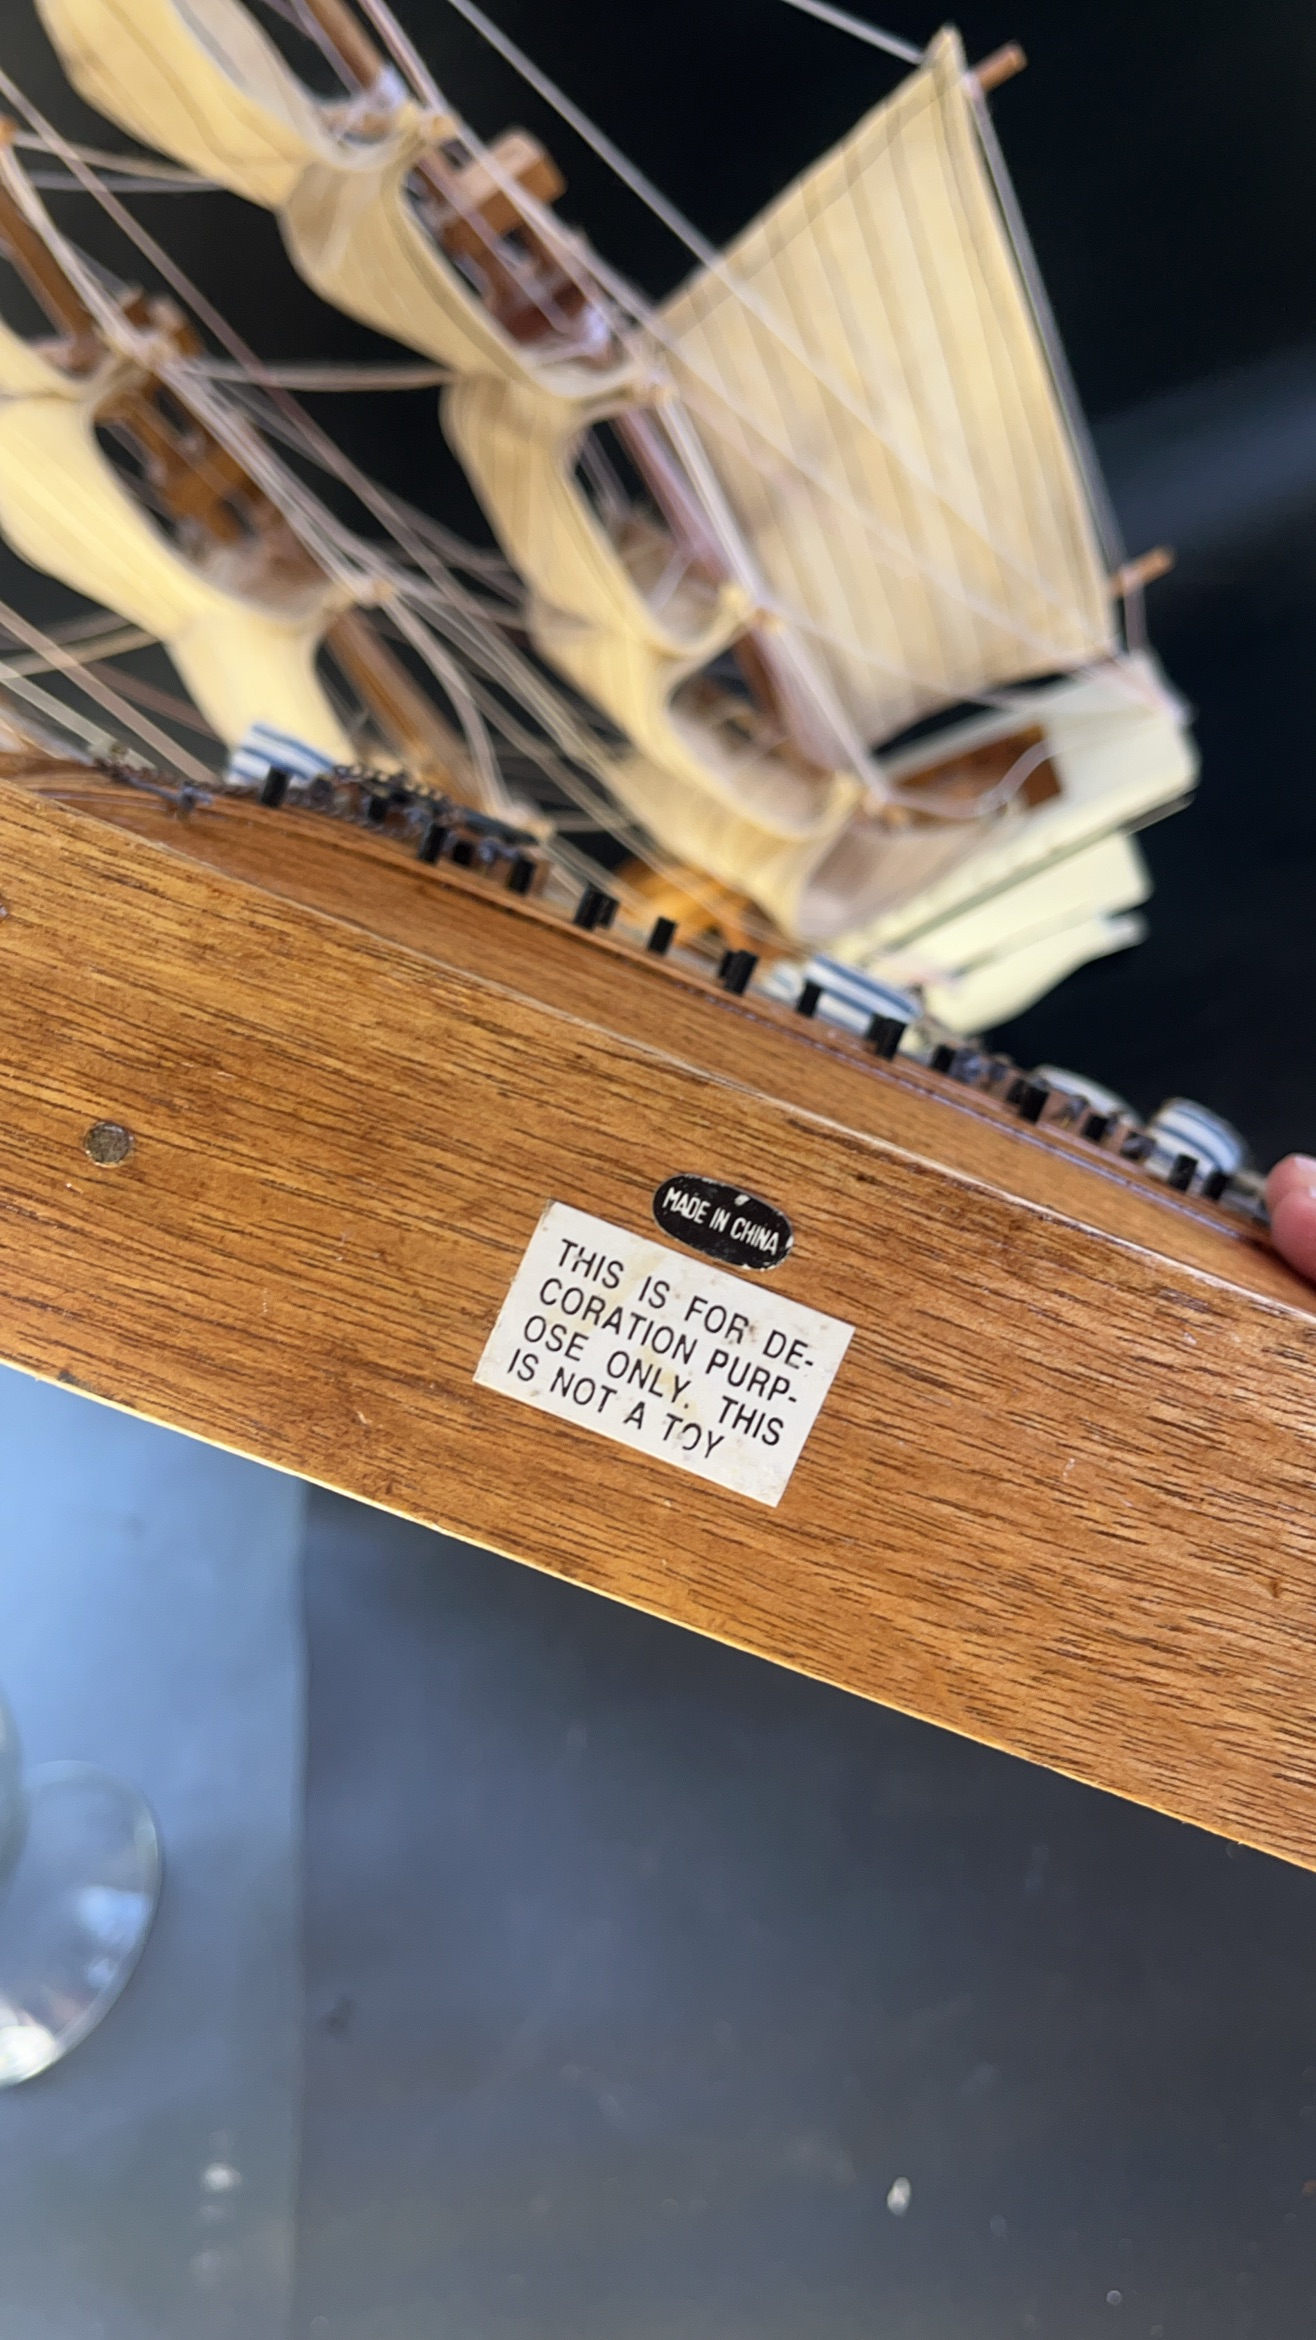 MADE IN CHINA
THIS IS FOR DE-
CORATION PURP-
OSE ONLY. THIS
IS NOT A TOY